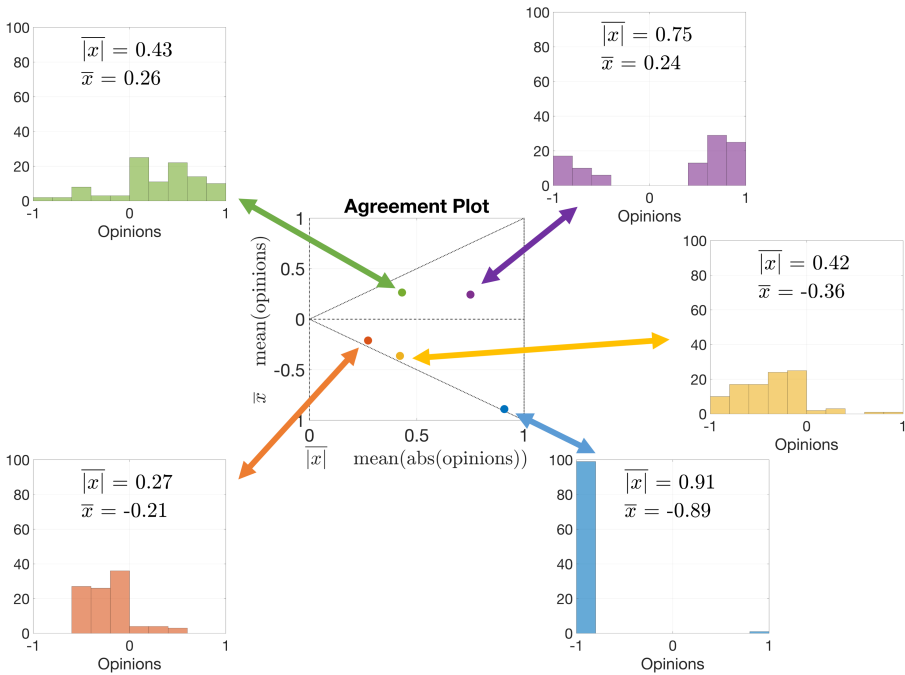 100
80
60
40
20
0
-1 0 1
Opinions
|x| = 0.43
x = 0.26
100
80
60
40
20
0
-1 0 1
Opinions
|x| = 0.75
x = 0.24
Agreement Plot
1
0.5
0
-0.5
1
0 0.5 1
x mean(opinions)
|x| mean(abs(opinions))
100
80
60
40
20
0
-1 0 1
Opinions
|x| = 0.42
x = -0.36
100
80
60
40
20
0
-1 0 1
Opinions
|x| = 0.27
x = -0.21
100
80
60
40
20
0
-1 0 1
Opinions
|x| = 0.91
x = -0.89